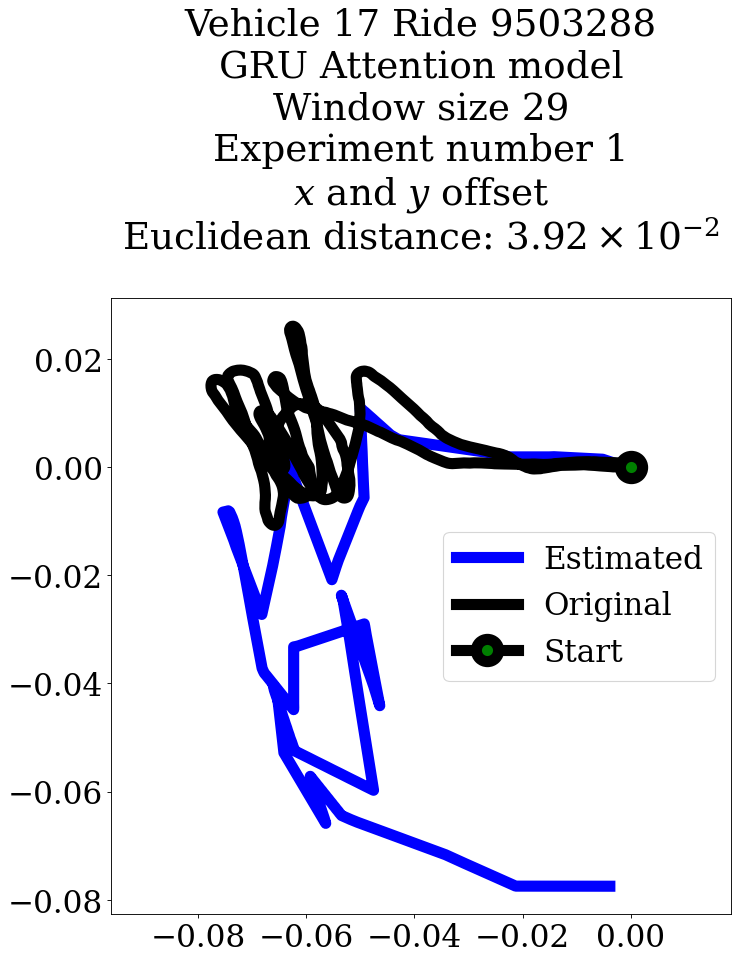 Vehicle 17 Ride 9503288
GRU Attention model
Window size 29
Experiment number 1
x and y offset
Euclidean distance: 3.92 × 10⁻²
0.02
0.00
−0.02
−0.04
−0.06
−0.08
Estimated
Original
Start
−0.08 −0.06 −0.04 −0.02 0.00